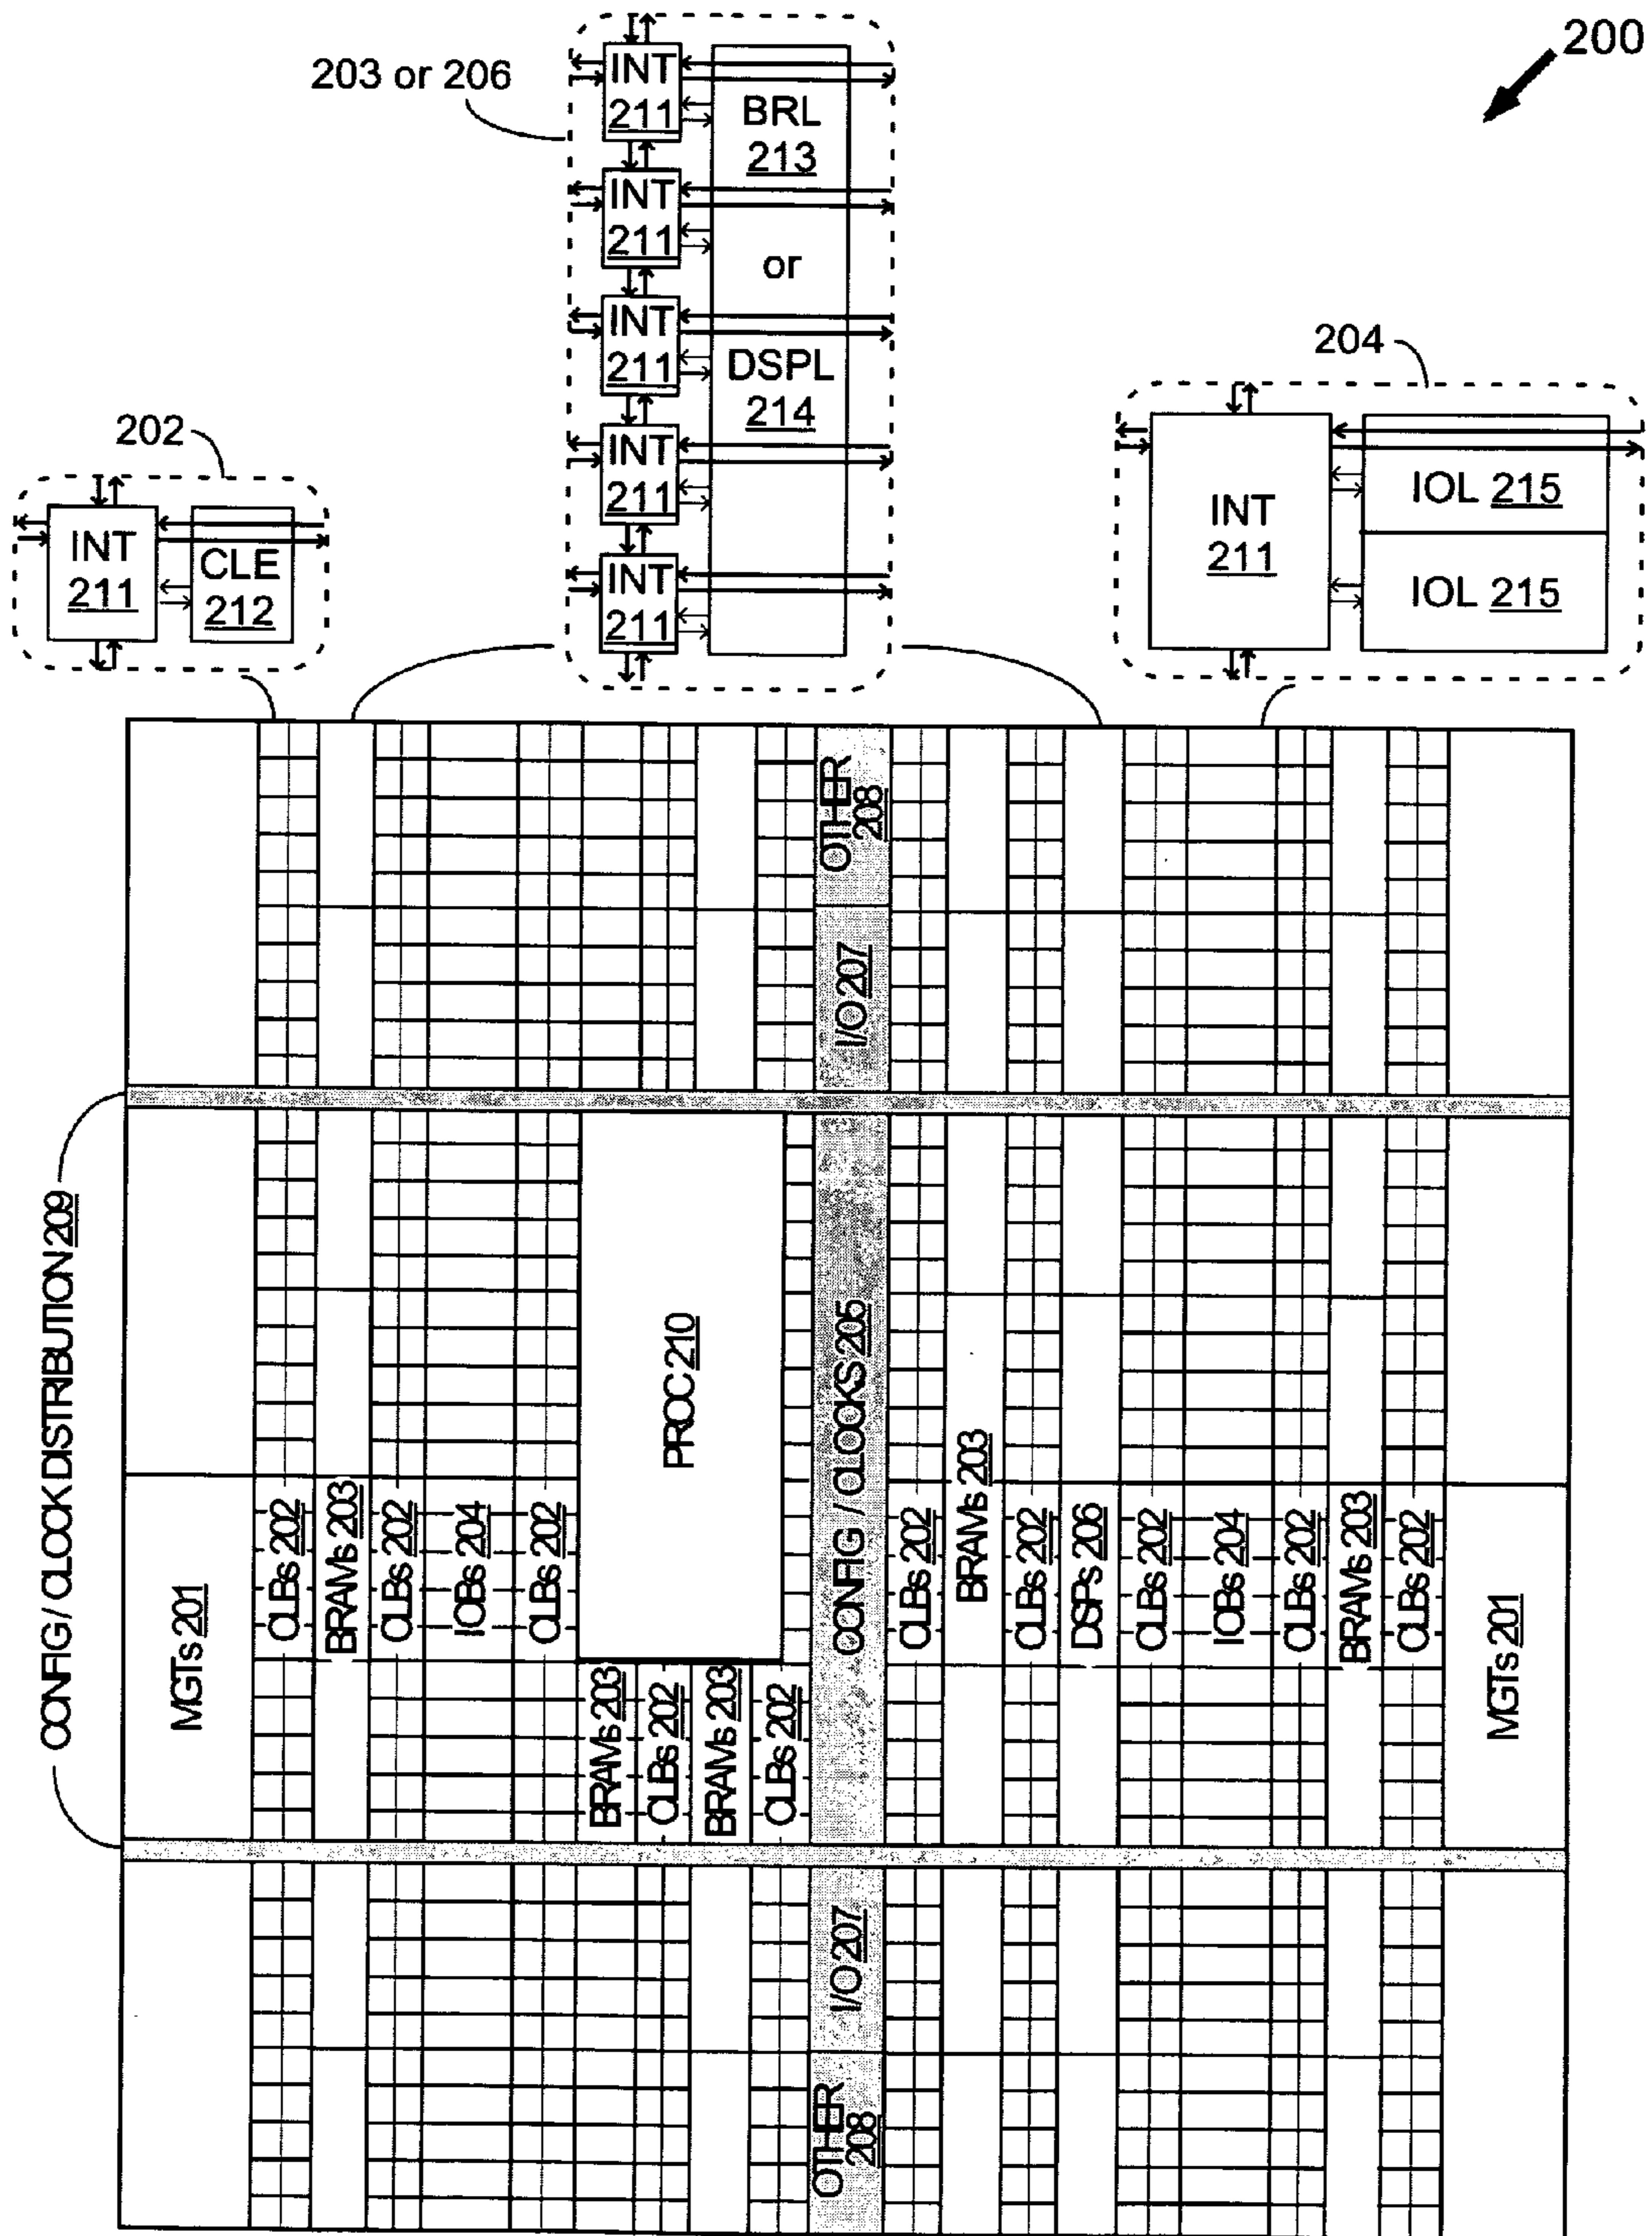 200
203 or 206
INT
211
INT
211
INT
211
INT
211
INT
211
BRL
213
or
DSPL
214
202
INT
211
CLE
212
204
INT
211
IOL 215
IOL 215
CONFIG / CLOCK DISTRIBUTION 209
MGTs 201
CLBs 202
BRAMs 203
CLBs 202
IOBs 204
CLBs 202
PROC 210
BRAMs 203
CLBs 202
BRAMs 203
CLBs 202
OTHER
208
I/O 207
CONFIG / CLOCKS 205
I/O 207
OTHER
208
CLBs 202
BRAMs 203
CLBs 202
DSPs 206
CLBs 202
IOBs 204
CLBs 202
BRAMs 203
CLBs 202
MGTs 201